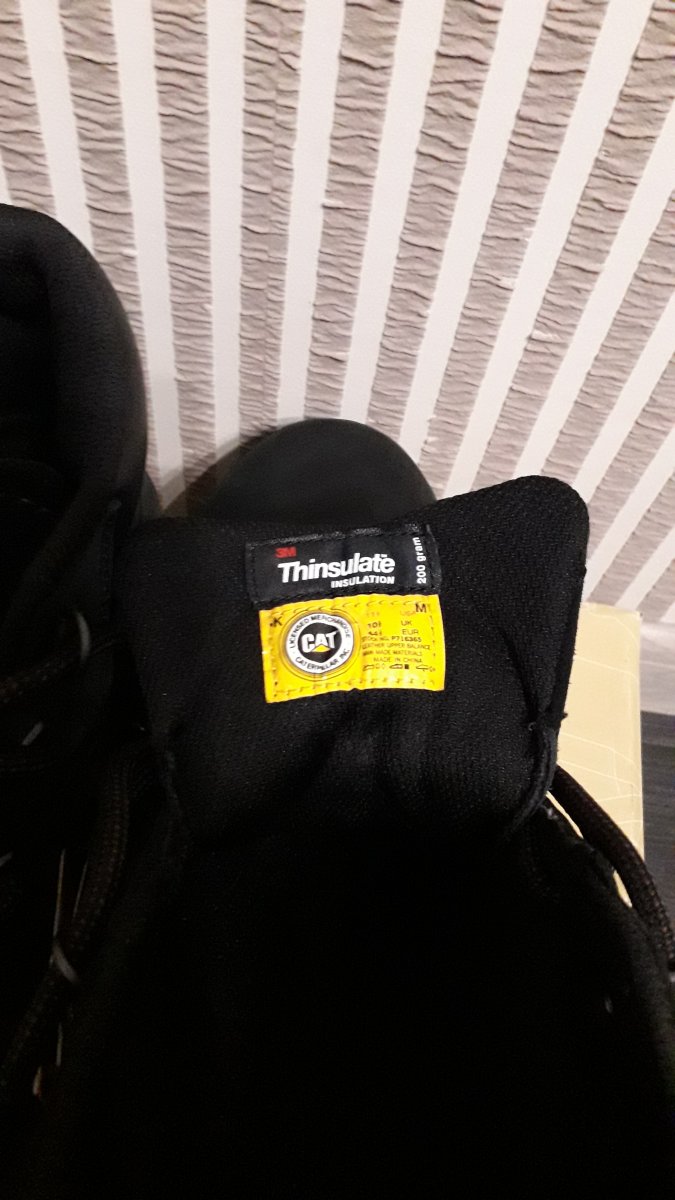 3M
Thinsulate™
INSULATION
200 gram
K
M
LICENSED MERCHANDISE
CAT
CATERPILLAR INC
UK
EUR
STOCK NO. P716365
LEATHER UPPER BALANCE
MAN MADE MATERIALS
MADE IN CHINA